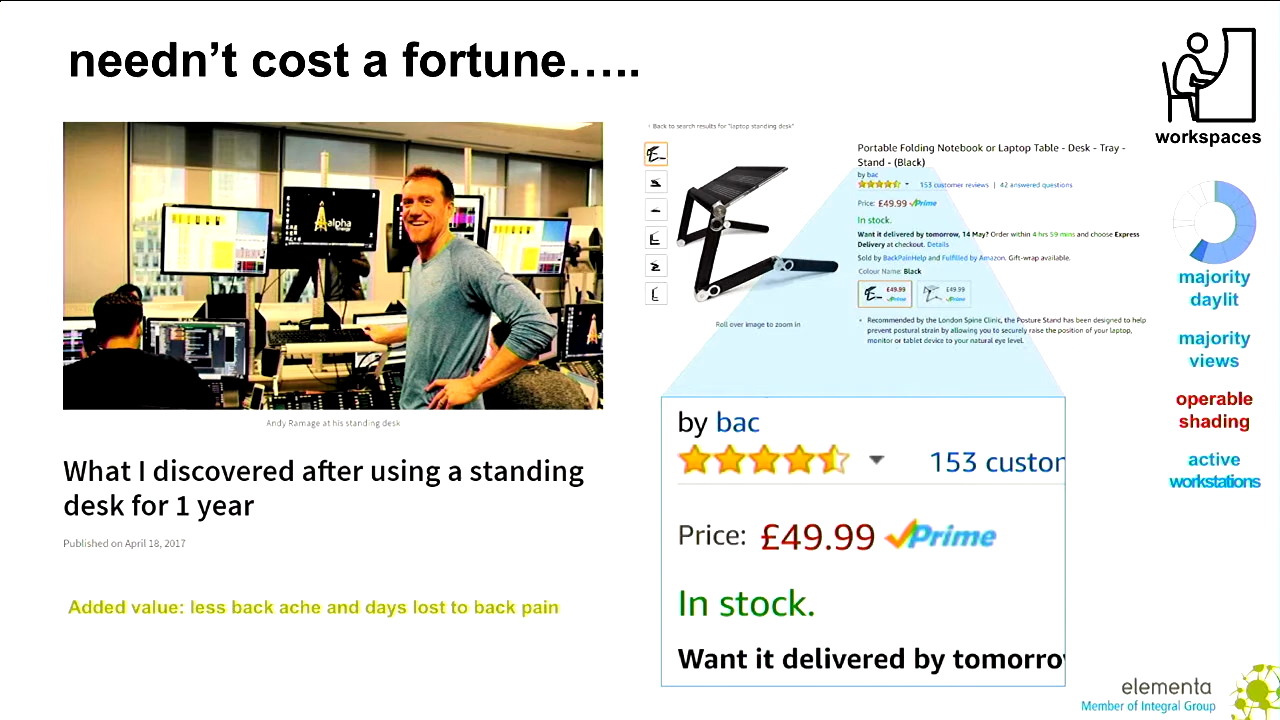 needn't cost a fortune…..
workspaces
alpha
Andy Ramage at his standing desk
What I discovered after using a standing
desk for 1 year
Published on April 18, 2017
Added value: less back ache and days lost to back pain
‹ Back to search results for "laptop standing desk"
Portable Folding Notebook or Laptop Table - Desk - Tray -
Stand - (Black)
by bac
153 customer reviews | 42 answered questions
Price: £49.99 Prime
In stock.
Want it delivered by tomorrow, 14 May? Order within 4 hrs 59 mins and choose Express
Delivery at checkout. Details
Sold by BackPainHelp and Fulfilled by Amazon. Gift-wrap available.
Colour Name: Black
£49.99
Prime
£49.99
Prime
Roll over image to zoom in
• Recommended by the London Spine Clinic, the Posture Stand has been designed to help
prevent postural strain by allowing you to securely raise the position of your laptop,
monitor or tablet device to your natural eye level.
by bac
153 custor
Price: £49.99 Prime
In stock.
Want it delivered by tomorro
majority
daylit
majority
views
operable
shading
active
workstations
elementa
Member of Integral Group